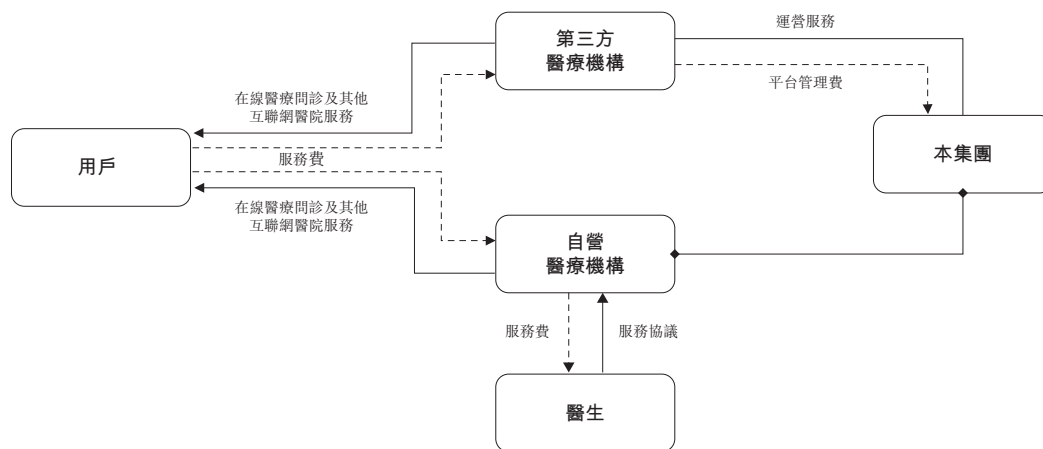 第三方
醫療機構
運營服務
平台管理費
在線醫療問診及其他
互聯網醫院服務
用戶
服務費
本集團
在線醫療問診及其他
互聯網醫院服務
自營
醫療機構
服務費
服務協議
醫生